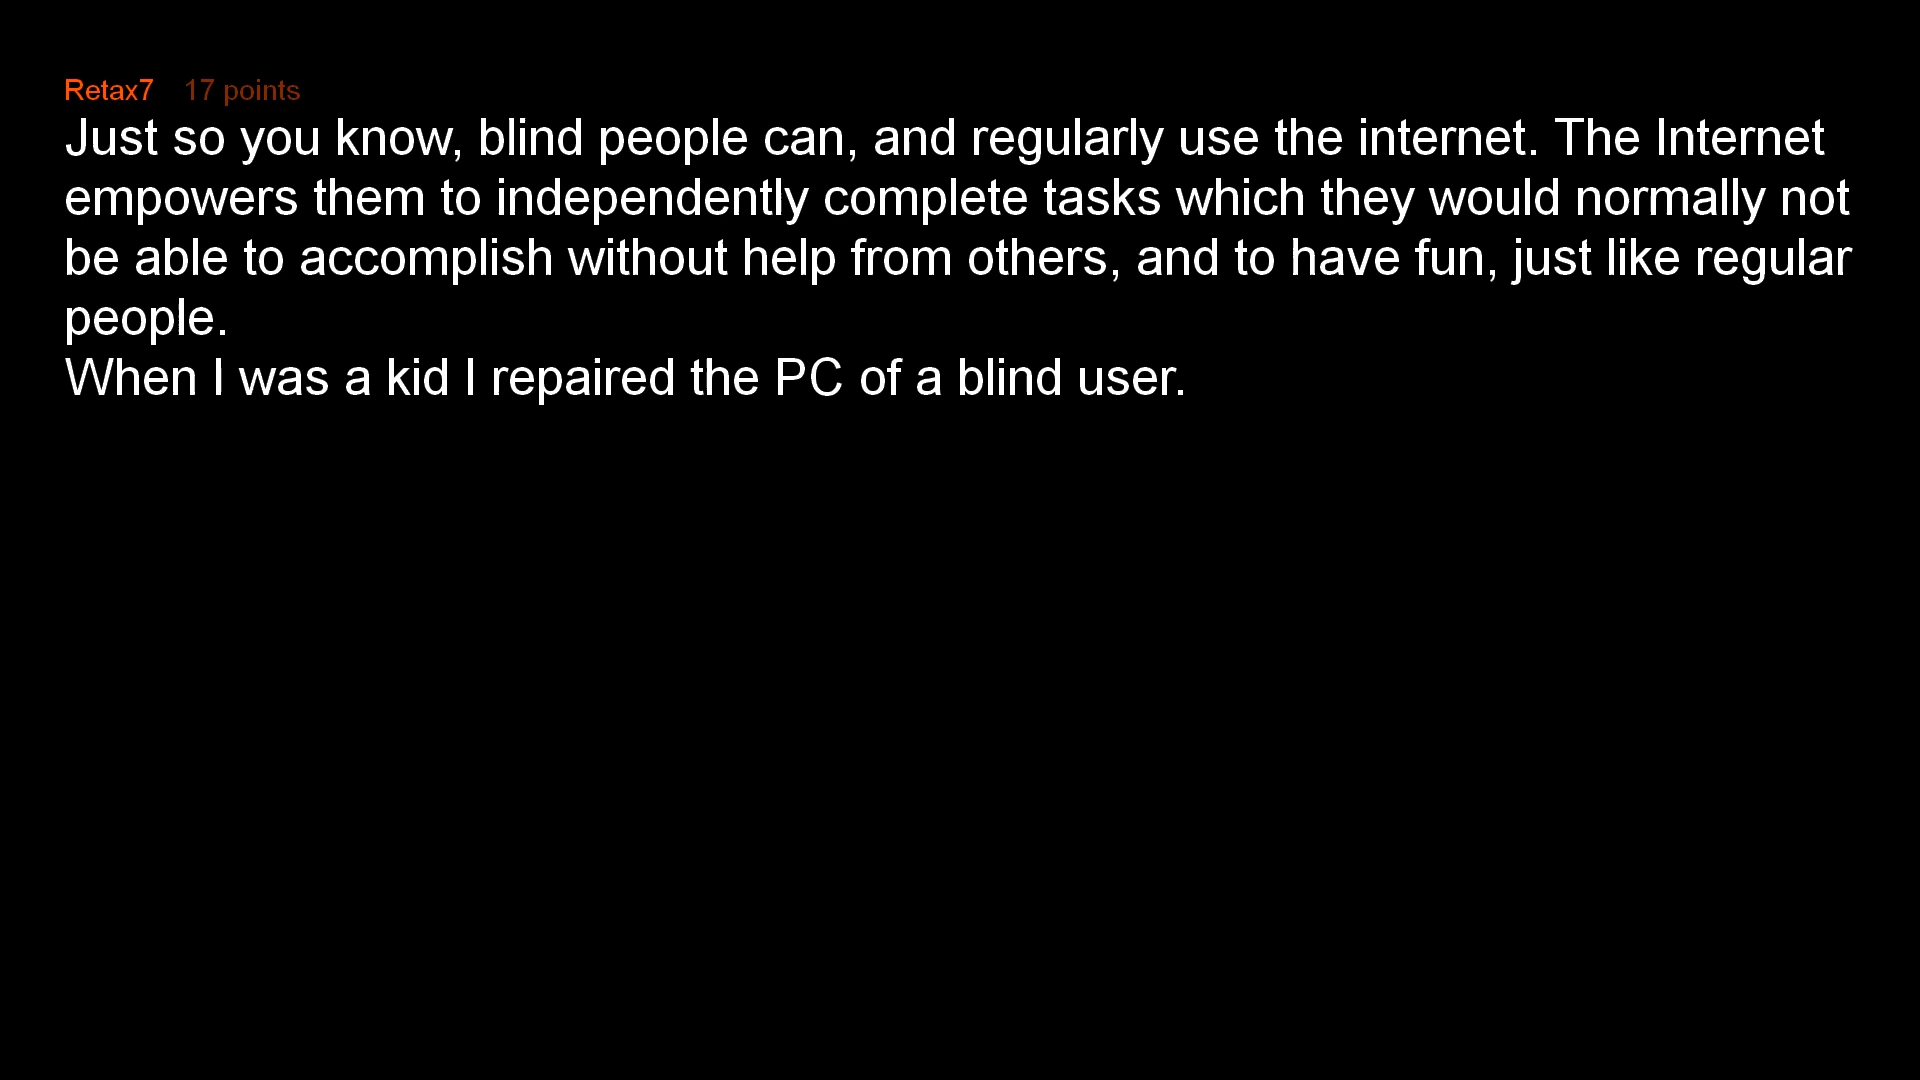 Retax7 17 points
Just so you know, blind people can, and regularly use the internet. The Internet
empowers them to independently complete tasks which they would normally not
be able to accomplish without help from others, and to have fun, just like regular
people.
When I was a kid I repaired the PC of a blind user.